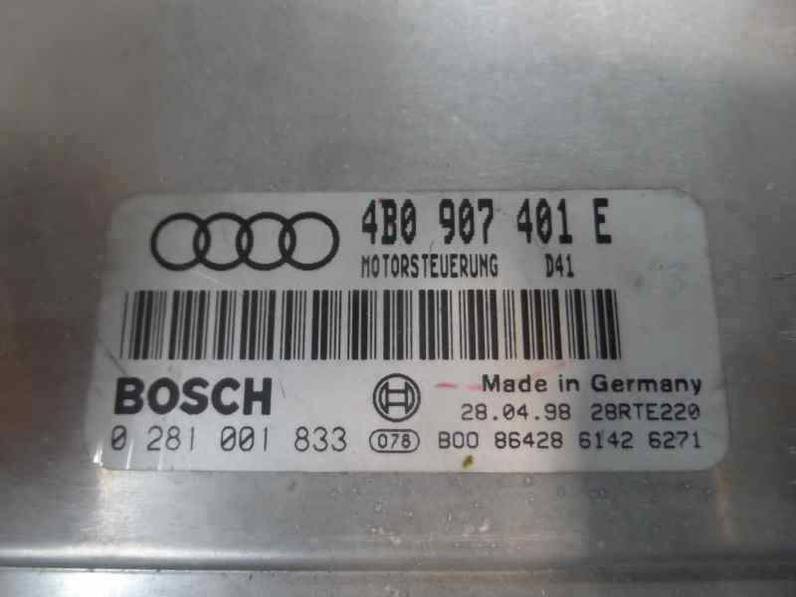 4B0 907 401 E
MOTORSTEUERUNG D41
BOSCH
Made in Germany
28.04.98 28RTE220
0 281 001 833 078 B00 86428 6142 6271